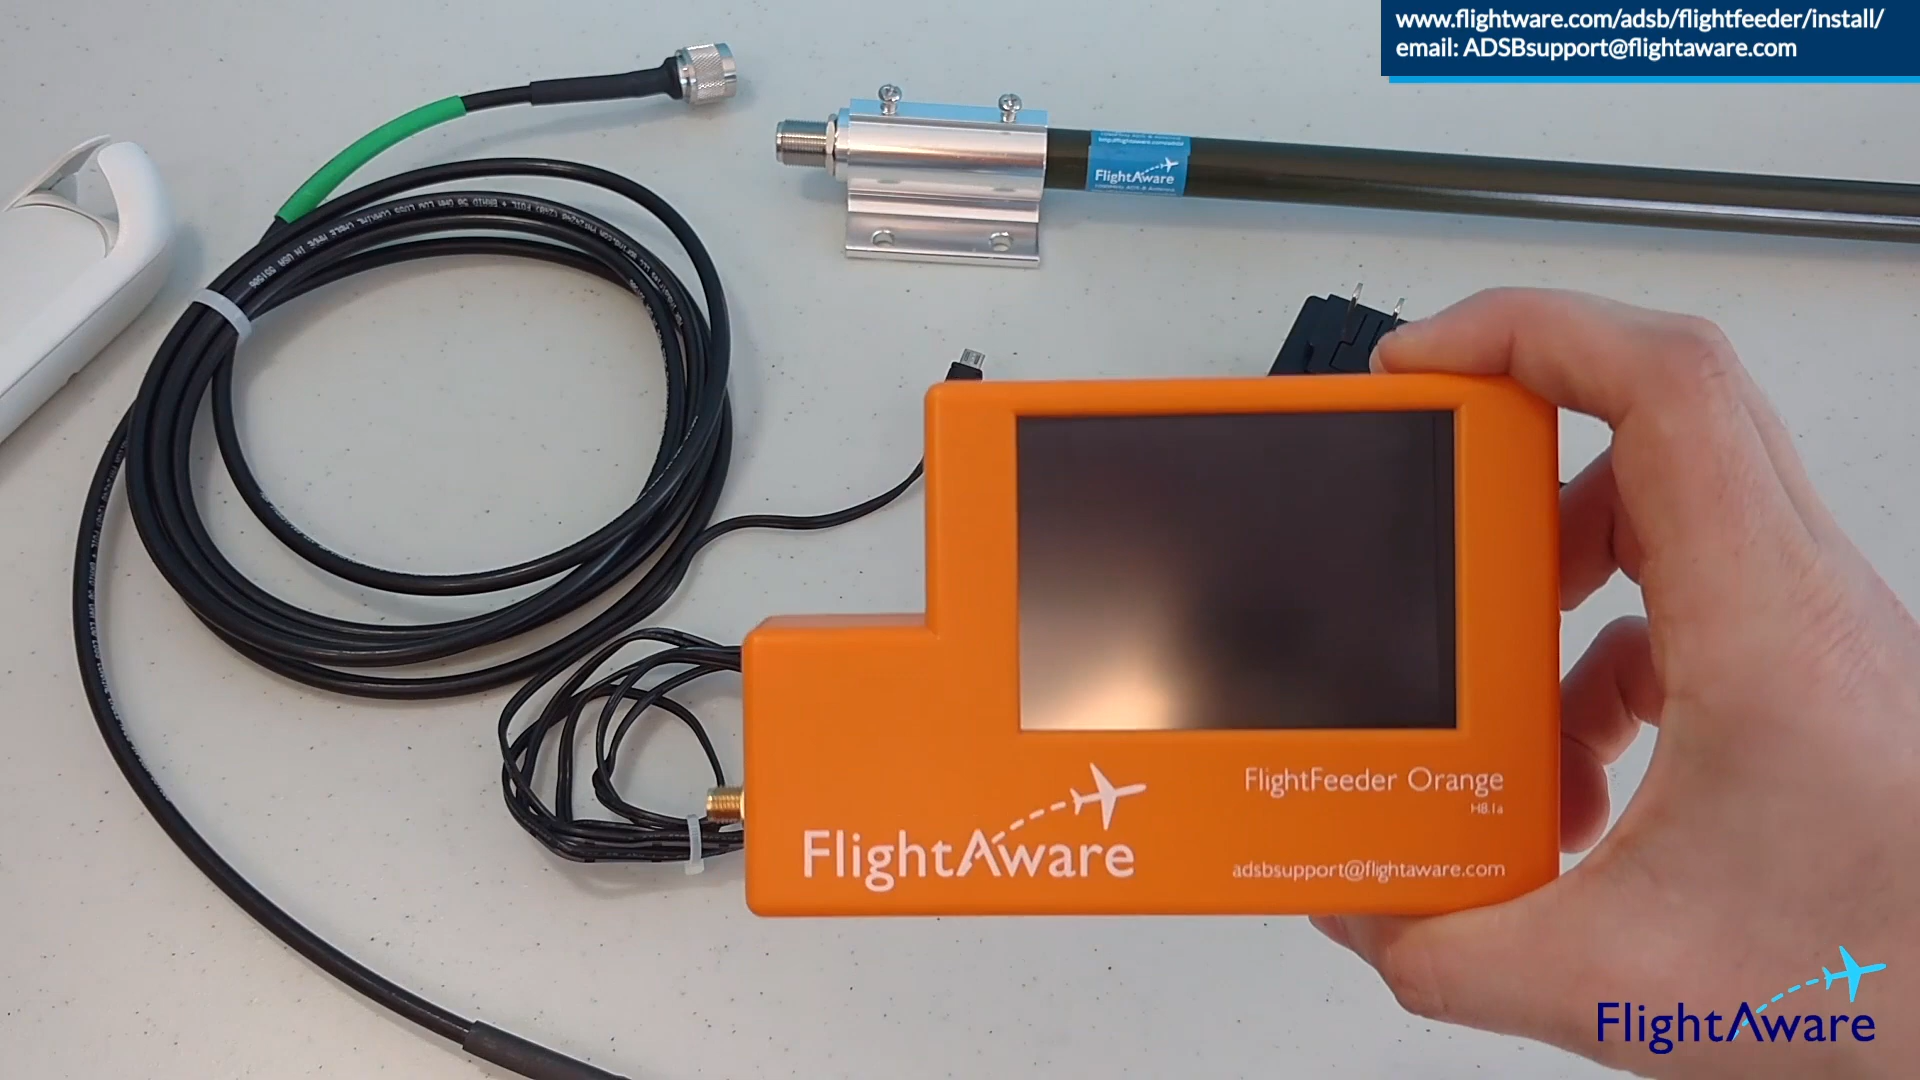 www.flightware.com/adsb/flightfeeder/install/
email: ADSBsupport@flightaware.com
FlightAware
FlightFeeder Orange
H8.1a
FlightAware
adsbsupport@flightaware.com
FlightAware